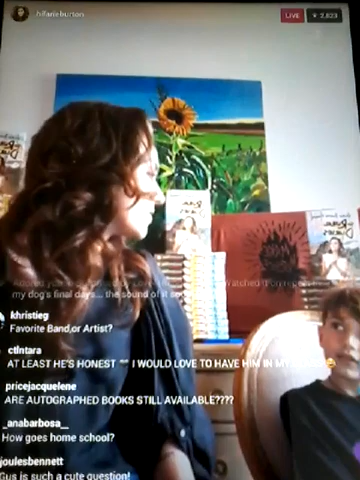 hilarieburton
LIVE
2,823
my dog's final days... the sound of it
khristieg
Favorite Band or Artist?
ctIntara
AT LEAST HE'S HONEST I WOULD LOVE TO HAVE HIM IN MY
pricejacquelene
ARE AUTOGRAPHED BOOKS STILL AVAILABLE????
_anabarbosa_
How goes home school?
joulesbennett
Gus is such a cute question!